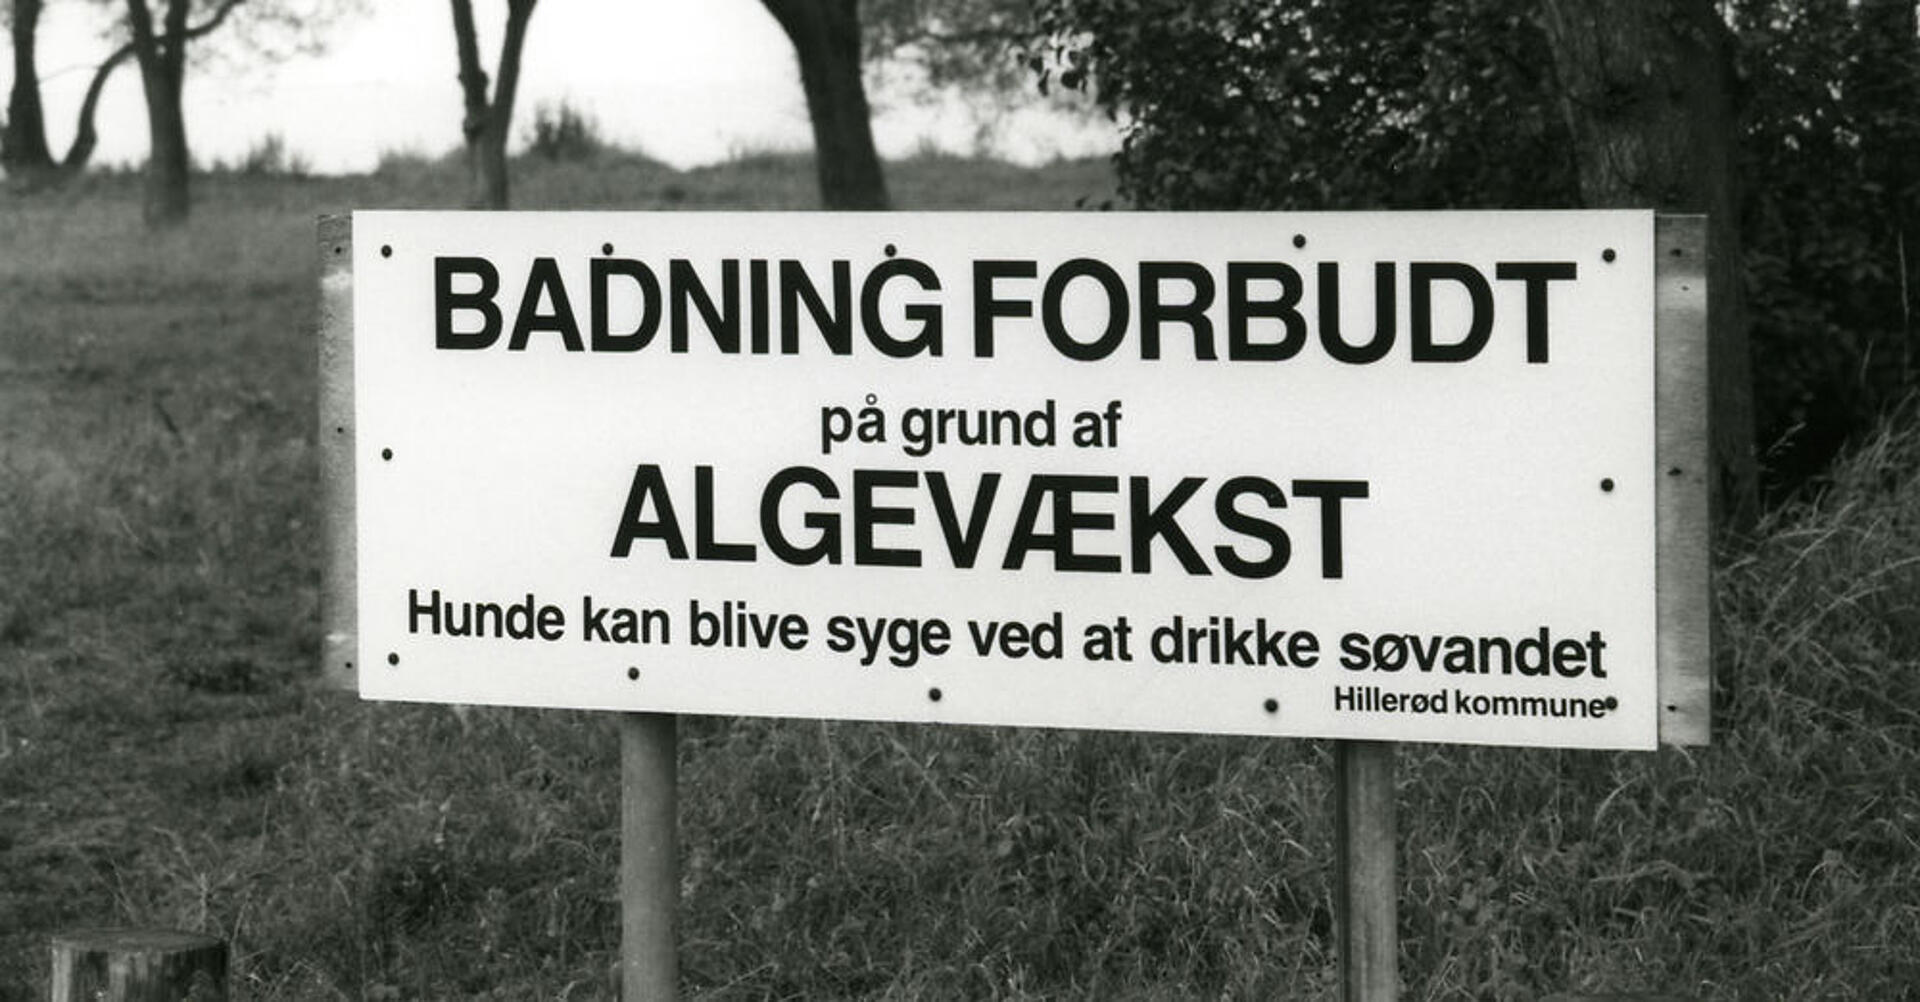 BADNING FORBUDT
på grund af
ALGEVÆKST
Hunde kan blive syge ved at drikke søvandet
Hillerød kommune